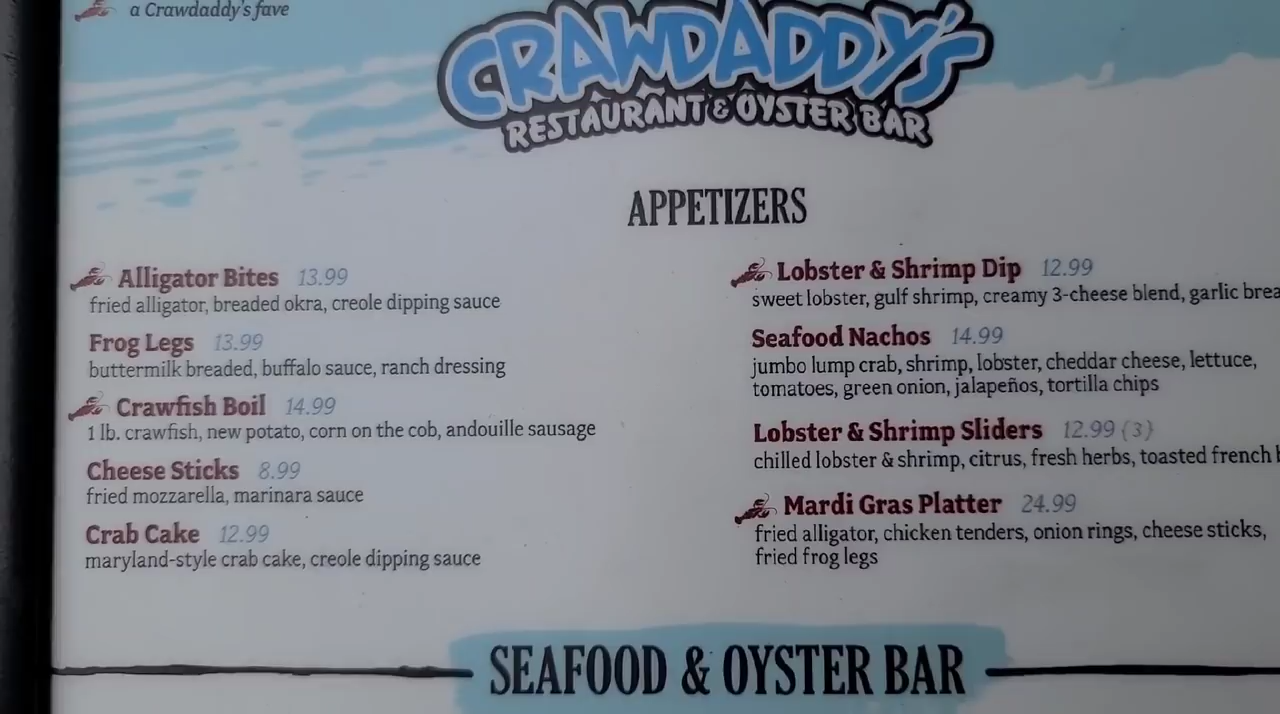 a Crawdaddy's fave
CRAWDADDY'S
RESTAURANT & OYSTER BAR
APPETIZERS
Alligator Bites 13.99
fried alligator, breaded okra, creole dipping sauce
Frog Legs 13.99
buttermilk breaded, buffalo sauce, ranch dressing
Crawfish Boil 14.99
1 lb. crawfish, new potato, corn on the cob, andouille sausage
Cheese Sticks 8.99
fried mozzarella, marinara sauce
Crab Cake 12.99
maryland-style crab cake, creole dipping sauce
Lobster & Shrimp Dip 12.99
sweet lobster, gulf shrimp, creamy 3-cheese blend, garlic
Seafood Nachos 14.99
jumbo lump crab, shrimp, lobster, cheddar cheese, lettuce,
tomatoes, green onion, jalapeños, tortilla chips
Lobster & Shrimp Sliders 12.99 (3)
chilled lobster & shrimp, citrus, fresh herbs, toasted french
Mardi Gras Platter 24.99
fried alligator, chicken tenders, onion rings, cheese sticks,
fried frog legs
SEAFOOD & OYSTER BAR